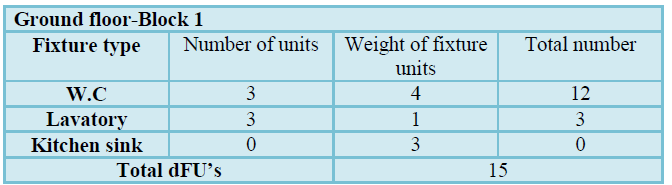 Ground floor-Block 1
Fixture type Number of units Weight of fixture units Total number
W.C 3 4 12
Lavatory 3 1 3
Kitchen sink 0 3 0
Total dFU’s 15